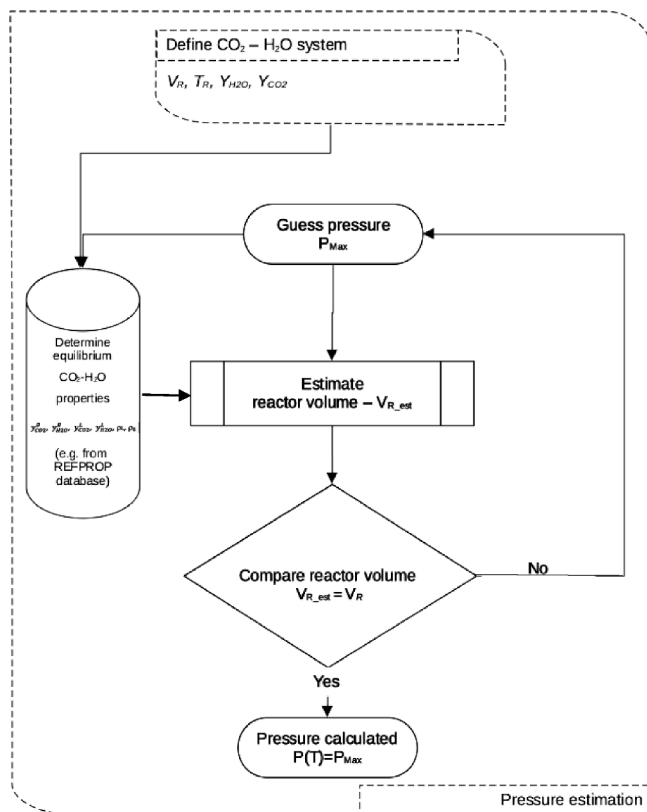 Define CO₂ – H₂O system
V_R, T_R, Y_H2O, Y_CO2
Guess pressure
P_Max
Determine
equilibrium
CO₂-H₂O
properties
(e.g. from
REFPROP
database)
Estimate
reactor volume – V_R_est
Compare reactor volume
V_R_est = V_R
No
Yes
Pressure calculated
P(T)=P_Max
Pressure estimation